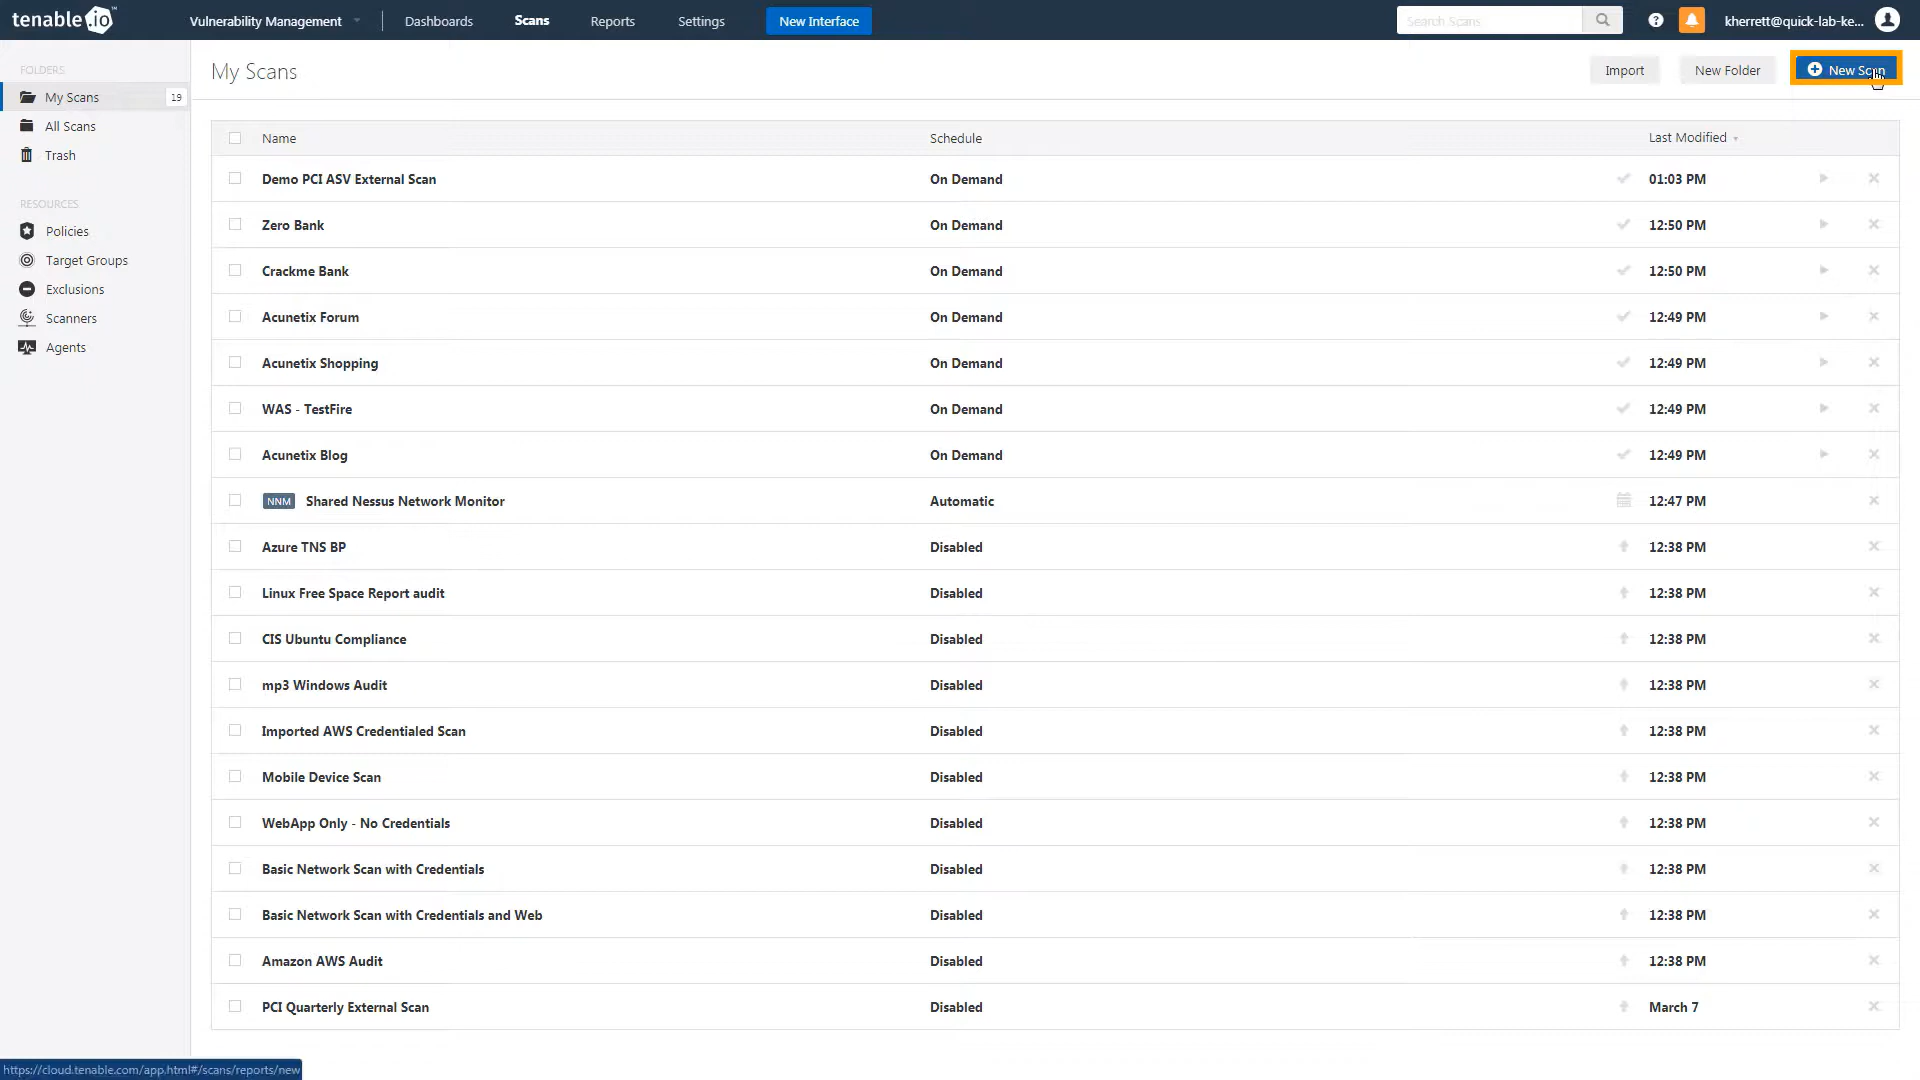 tenable.io™
Vulnerability Management
Dashboards
Scans
Reports
Settings
New Interface
Search Scans
kherrett@quick-lab-ke...
FOLDERS
My Scans 19
All Scans
Trash
RESOURCES
Policies
Target Groups
Exclusions
Scanners
Agents
My Scans
Import
New Folder
New Scan
Name Schedule Last Modified
Demo PCI ASV External Scan On Demand 01:03 PM
Zero Bank On Demand 12:50 PM
Crackme Bank On Demand 12:50 PM
Acunetix Forum On Demand 12:49 PM
Acunetix Shopping On Demand 12:49 PM
WAS - TestFire On Demand 12:49 PM
Acunetix Blog On Demand 12:49 PM
NNM Shared Nessus Network Monitor Automatic 12:47 PM
Azure TNS BP Disabled 12:38 PM
Linux Free Space Report audit Disabled 12:38 PM
CIS Ubuntu Compliance Disabled 12:38 PM
mp3 Windows Audit Disabled 12:38 PM
Imported AWS Credentialed Scan Disabled 12:38 PM
Mobile Device Scan Disabled 12:38 PM
WebApp Only - No Credentials Disabled 12:38 PM
Basic Network Scan with Credentials Disabled 12:38 PM
Basic Network Scan with Credentials and Web Disabled 12:38 PM
Amazon AWS Audit Disabled 12:38 PM
PCI Quarterly External Scan Disabled March 7
https://cloud.tenable.com/app.html#/scans/reports/new